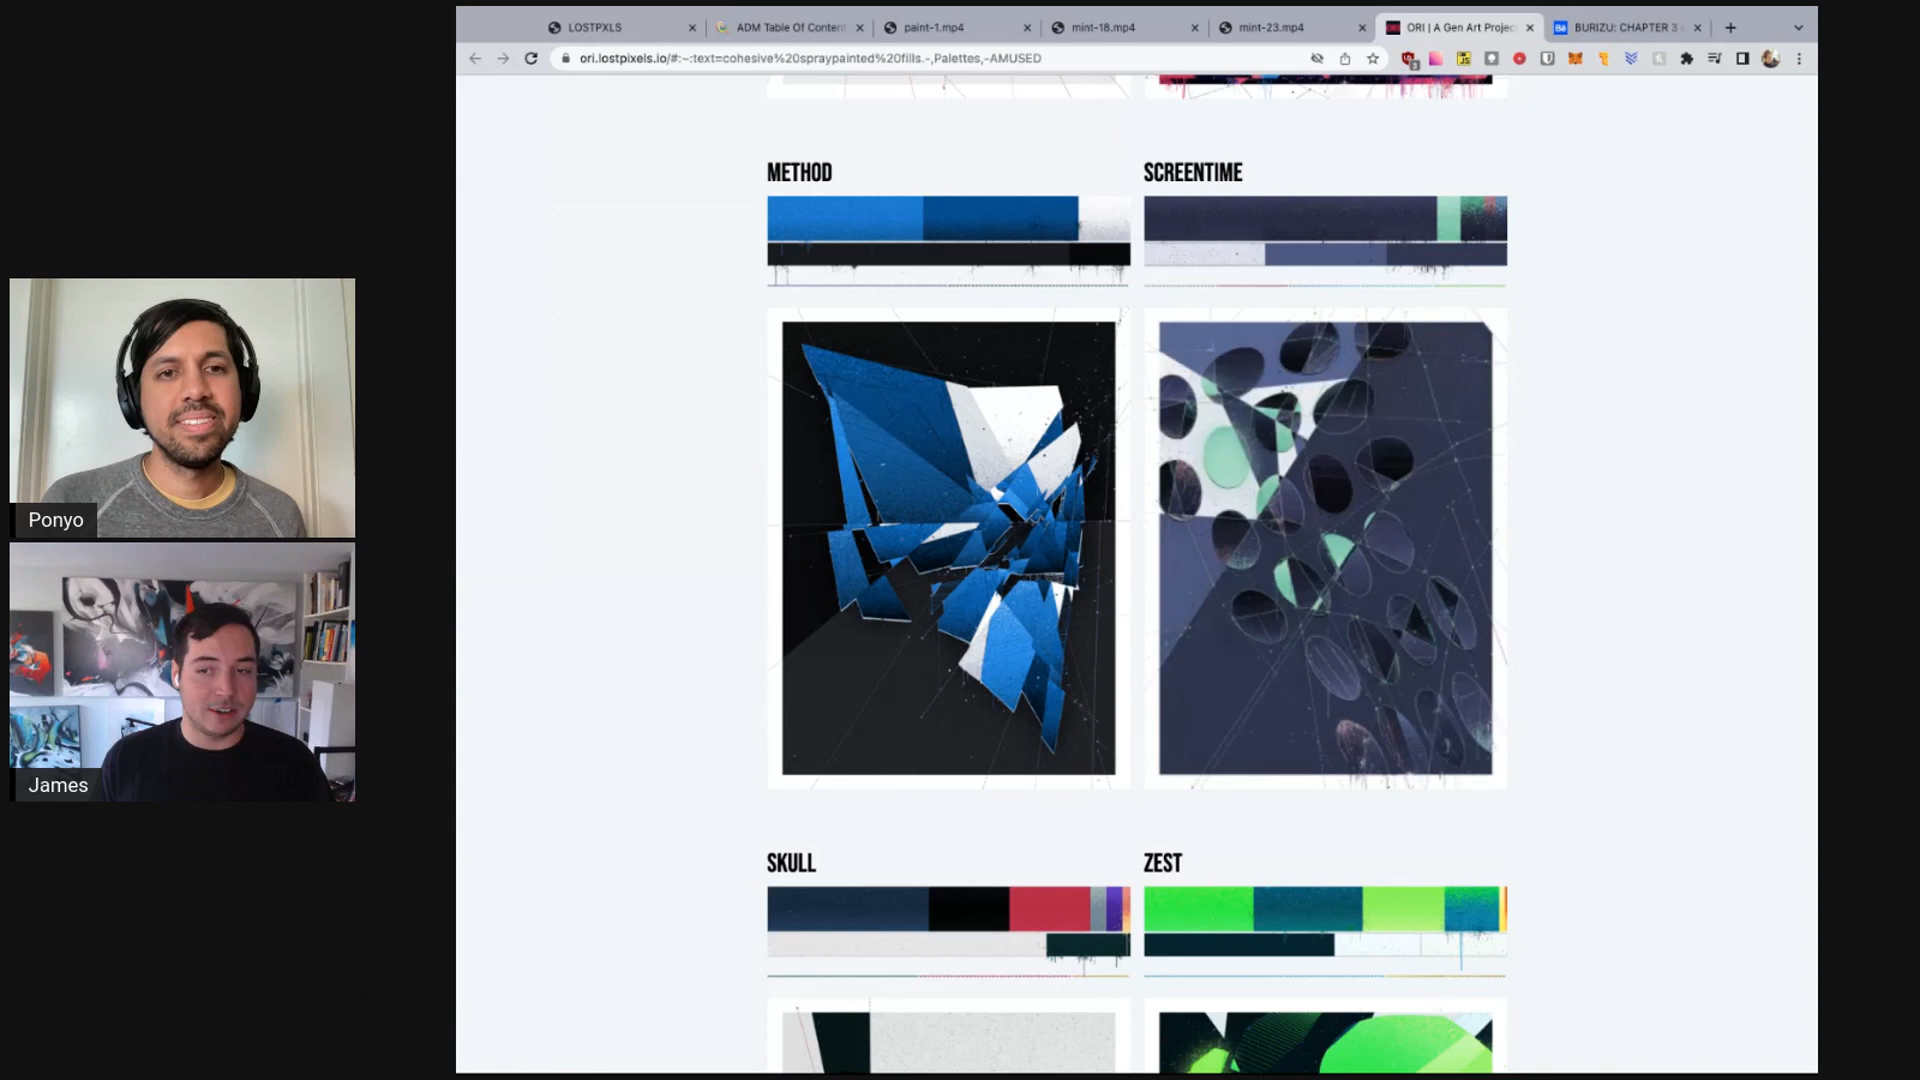 LOSTPXLS
ADM Table Of Content
paint-1.mp4
mint-18.mp4
mint-23.mp4
ORI | A Gen Art Projec
BURIZU: CHAPTER 3
ori.lostpixels.io/#:~:text=cohesive%20spraypainted%20fills.-,Palettes,-AMUSED
METHOD
SCREENTIME
Ponyo
James
SKULL
ZEST